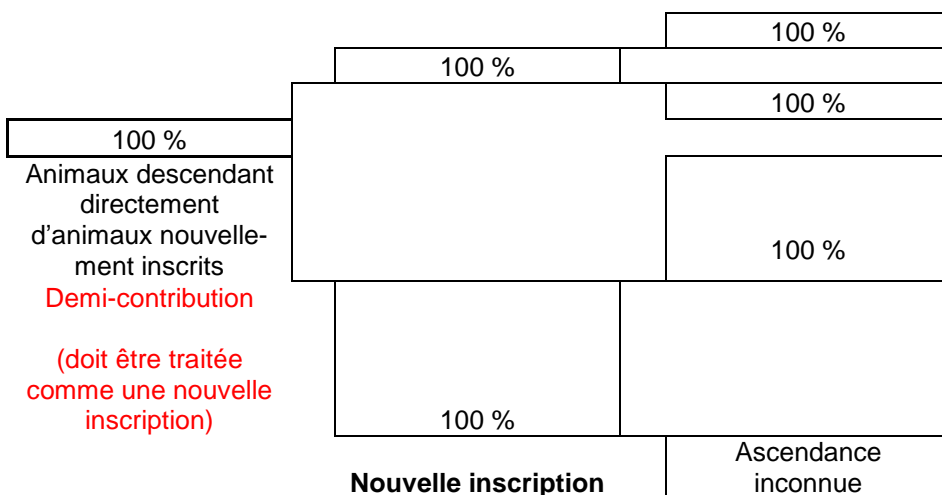 100 %
100 %
100 %
100 %
Animaux descendant
directement
d'animaux nouvelle-
ment inscrits
Demi-contribution
(doit être traitée
comme une nouvelle
inscription)
100 %
100 %
Nouvelle inscription
Ascendance
inconnue